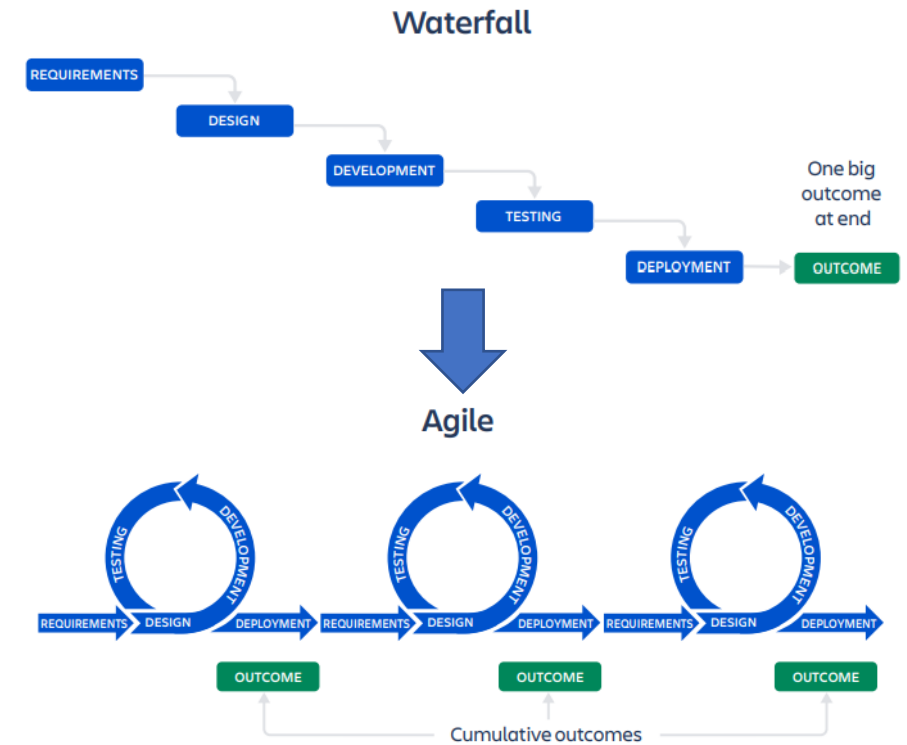 Waterfall
REQUIREMENTS
DESIGN
DEVELOPMENT
TESTING
DEPLOYMENT
One big
outcome
at end
OUTCOME
Agile
TESTING
DEVELOPMENT
REQUIREMENTS
DESIGN
DEPLOYMENT
OUTCOME
TESTING
DEVELOPMENT
REQUIREMENTS
DESIGN
DEPLOYMENT
OUTCOME
TESTING
DEVELOPMENT
REQUIREMENTS
DESIGN
DEPLOYMENT
OUTCOME
Cumulative outcomes